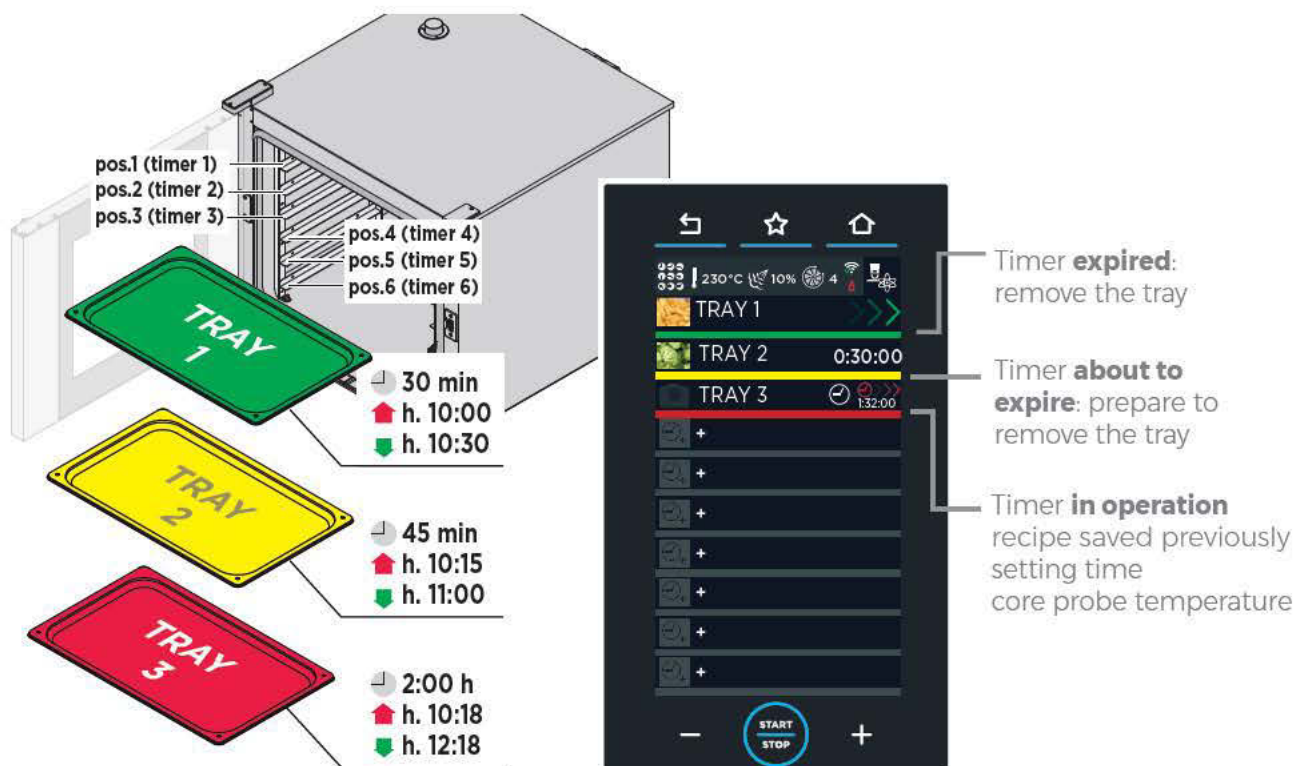 pos.1 (timer 1)
pos.2 (timer 2)
pos.3 (timer 3)
pos.4 (timer 4)
pos.5 (timer 5)
pos.6 (timer 6)
TRAY
1
30 min
h. 10:00
h. 10:30
TRAY
2
45 min
h. 10:15
h. 11:00
TRAY
3
2:00 h
h. 10:18
h. 12:18
230°C 10% 4
TRAY 1
TRAY 2 0:30:00
TRAY 3
1:32:00
+
+
+
+
+
+
+
START
STOP
− +
Timer expired:
remove the tray
Timer about to
expire: prepare to
remove the tray
Timer in operation
recipe saved previously
setting time
core probe temperature